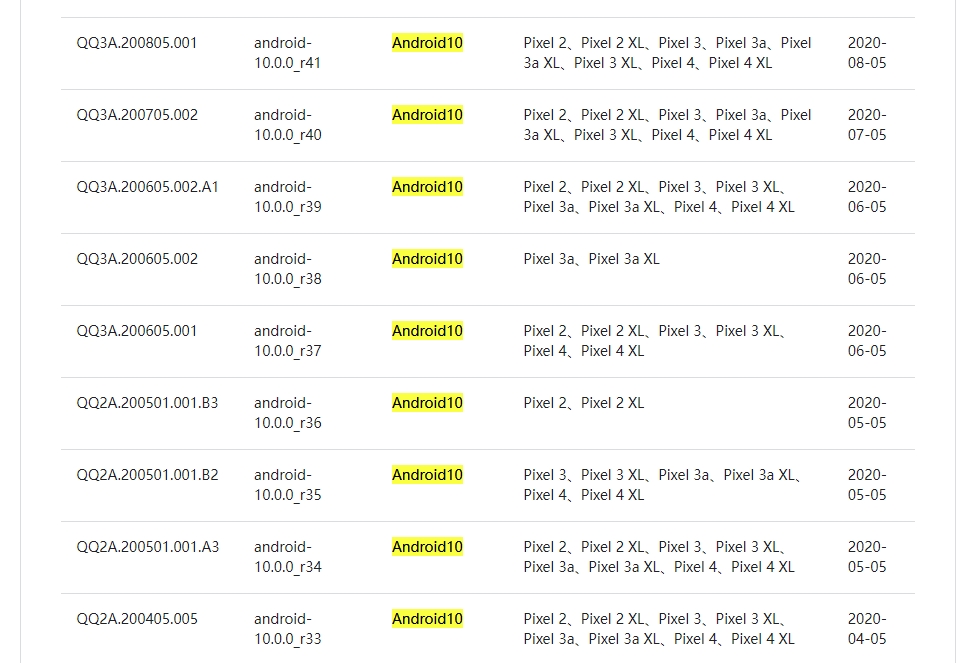 QQ3A.200805.001 android- Android10 Pixel 2、Pixel 2 XL、Pixel 3、Pixel 3a、Pixel 2020-
10.0.0_r41 3a XL、Pixel 3 XL、Pixel 4、Pixel 4 XL 08-05
QQ3A.200705.002 android- Android10 Pixel 2、Pixel 2 XL、Pixel 3、Pixel 3a、Pixel 2020-
10.0.0_r40 3a XL、Pixel 3 XL、Pixel 4、Pixel 4 XL 07-05
QQ3A.200605.002.A1 android- Android10 Pixel 2、Pixel 2 XL、Pixel 3、Pixel 3 XL、 2020-
10.0.0_r39 Pixel 3a、Pixel 3a XL、Pixel 4、Pixel 4 XL 06-05
QQ3A.200605.002 android- Android10 Pixel 3a、Pixel 3a XL 2020-
10.0.0_r38 06-05
QQ3A.200605.001 android- Android10 Pixel 2、Pixel 2 XL、Pixel 3、Pixel 3 XL、 2020-
10.0.0_r37 Pixel 4、Pixel 4 XL 06-05
QQ2A.200501.001.B3 android- Android10 Pixel 2、Pixel 2 XL 2020-
10.0.0_r36 05-05
QQ2A.200501.001.B2 android- Android10 Pixel 3、Pixel 3 XL、Pixel 3a、Pixel 3a XL、 2020-
10.0.0_r35 Pixel 4、Pixel 4 XL 05-05
QQ2A.200501.001.A3 android- Android10 Pixel 2、Pixel 2 XL、Pixel 3、Pixel 3 XL、 2020-
10.0.0_r34 Pixel 3a、Pixel 3a XL、Pixel 4、Pixel 4 XL 05-05
QQ2A.200405.005 android- Android10 Pixel 2、Pixel 2 XL、Pixel 3、Pixel 3 XL、 2020-
10.0.0_r33 Pixel 3a、Pixel 3a XL、Pixel 4、Pixel 4 XL 04-05